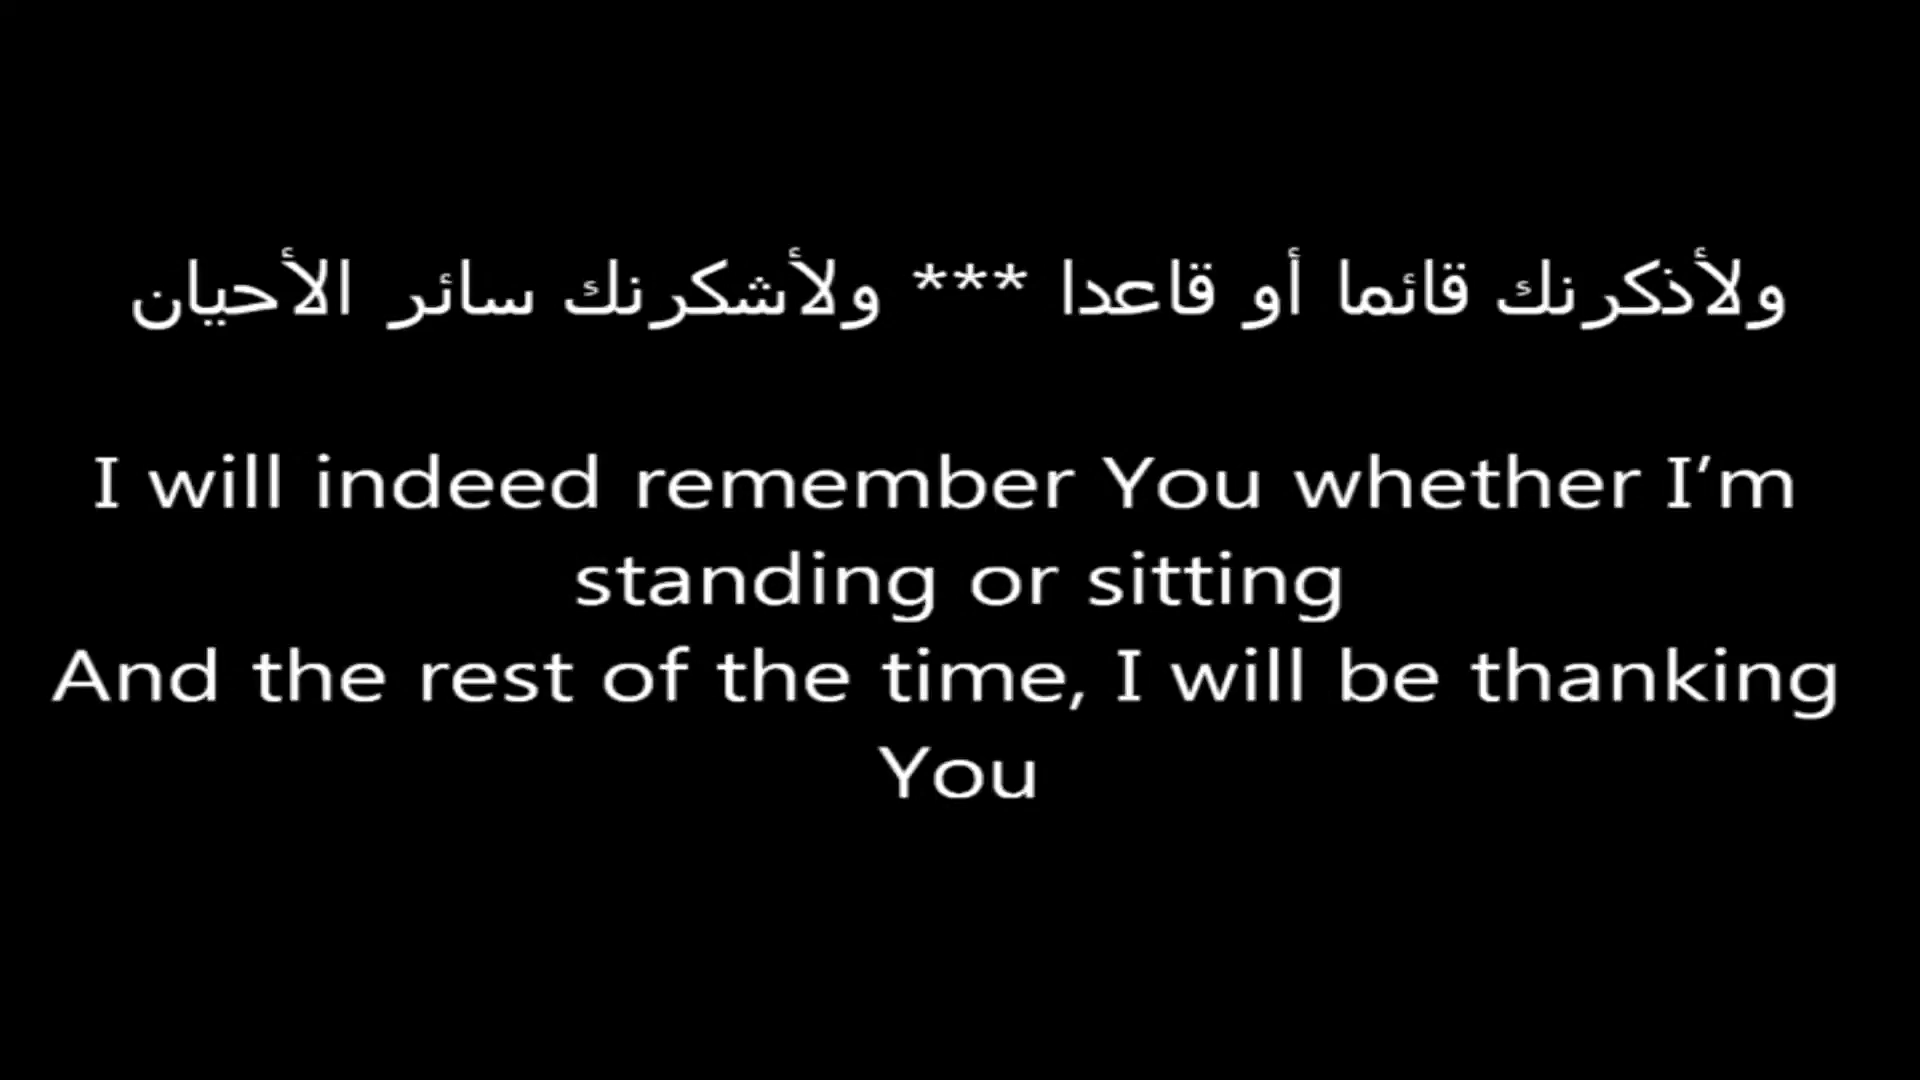 ولأذكرنك قائما أو قاعدا *** ولأشكرنك سائر الأحيان
I will indeed remember You whether I’m
standing or sitting
And the rest of the time, I will be thanking
You